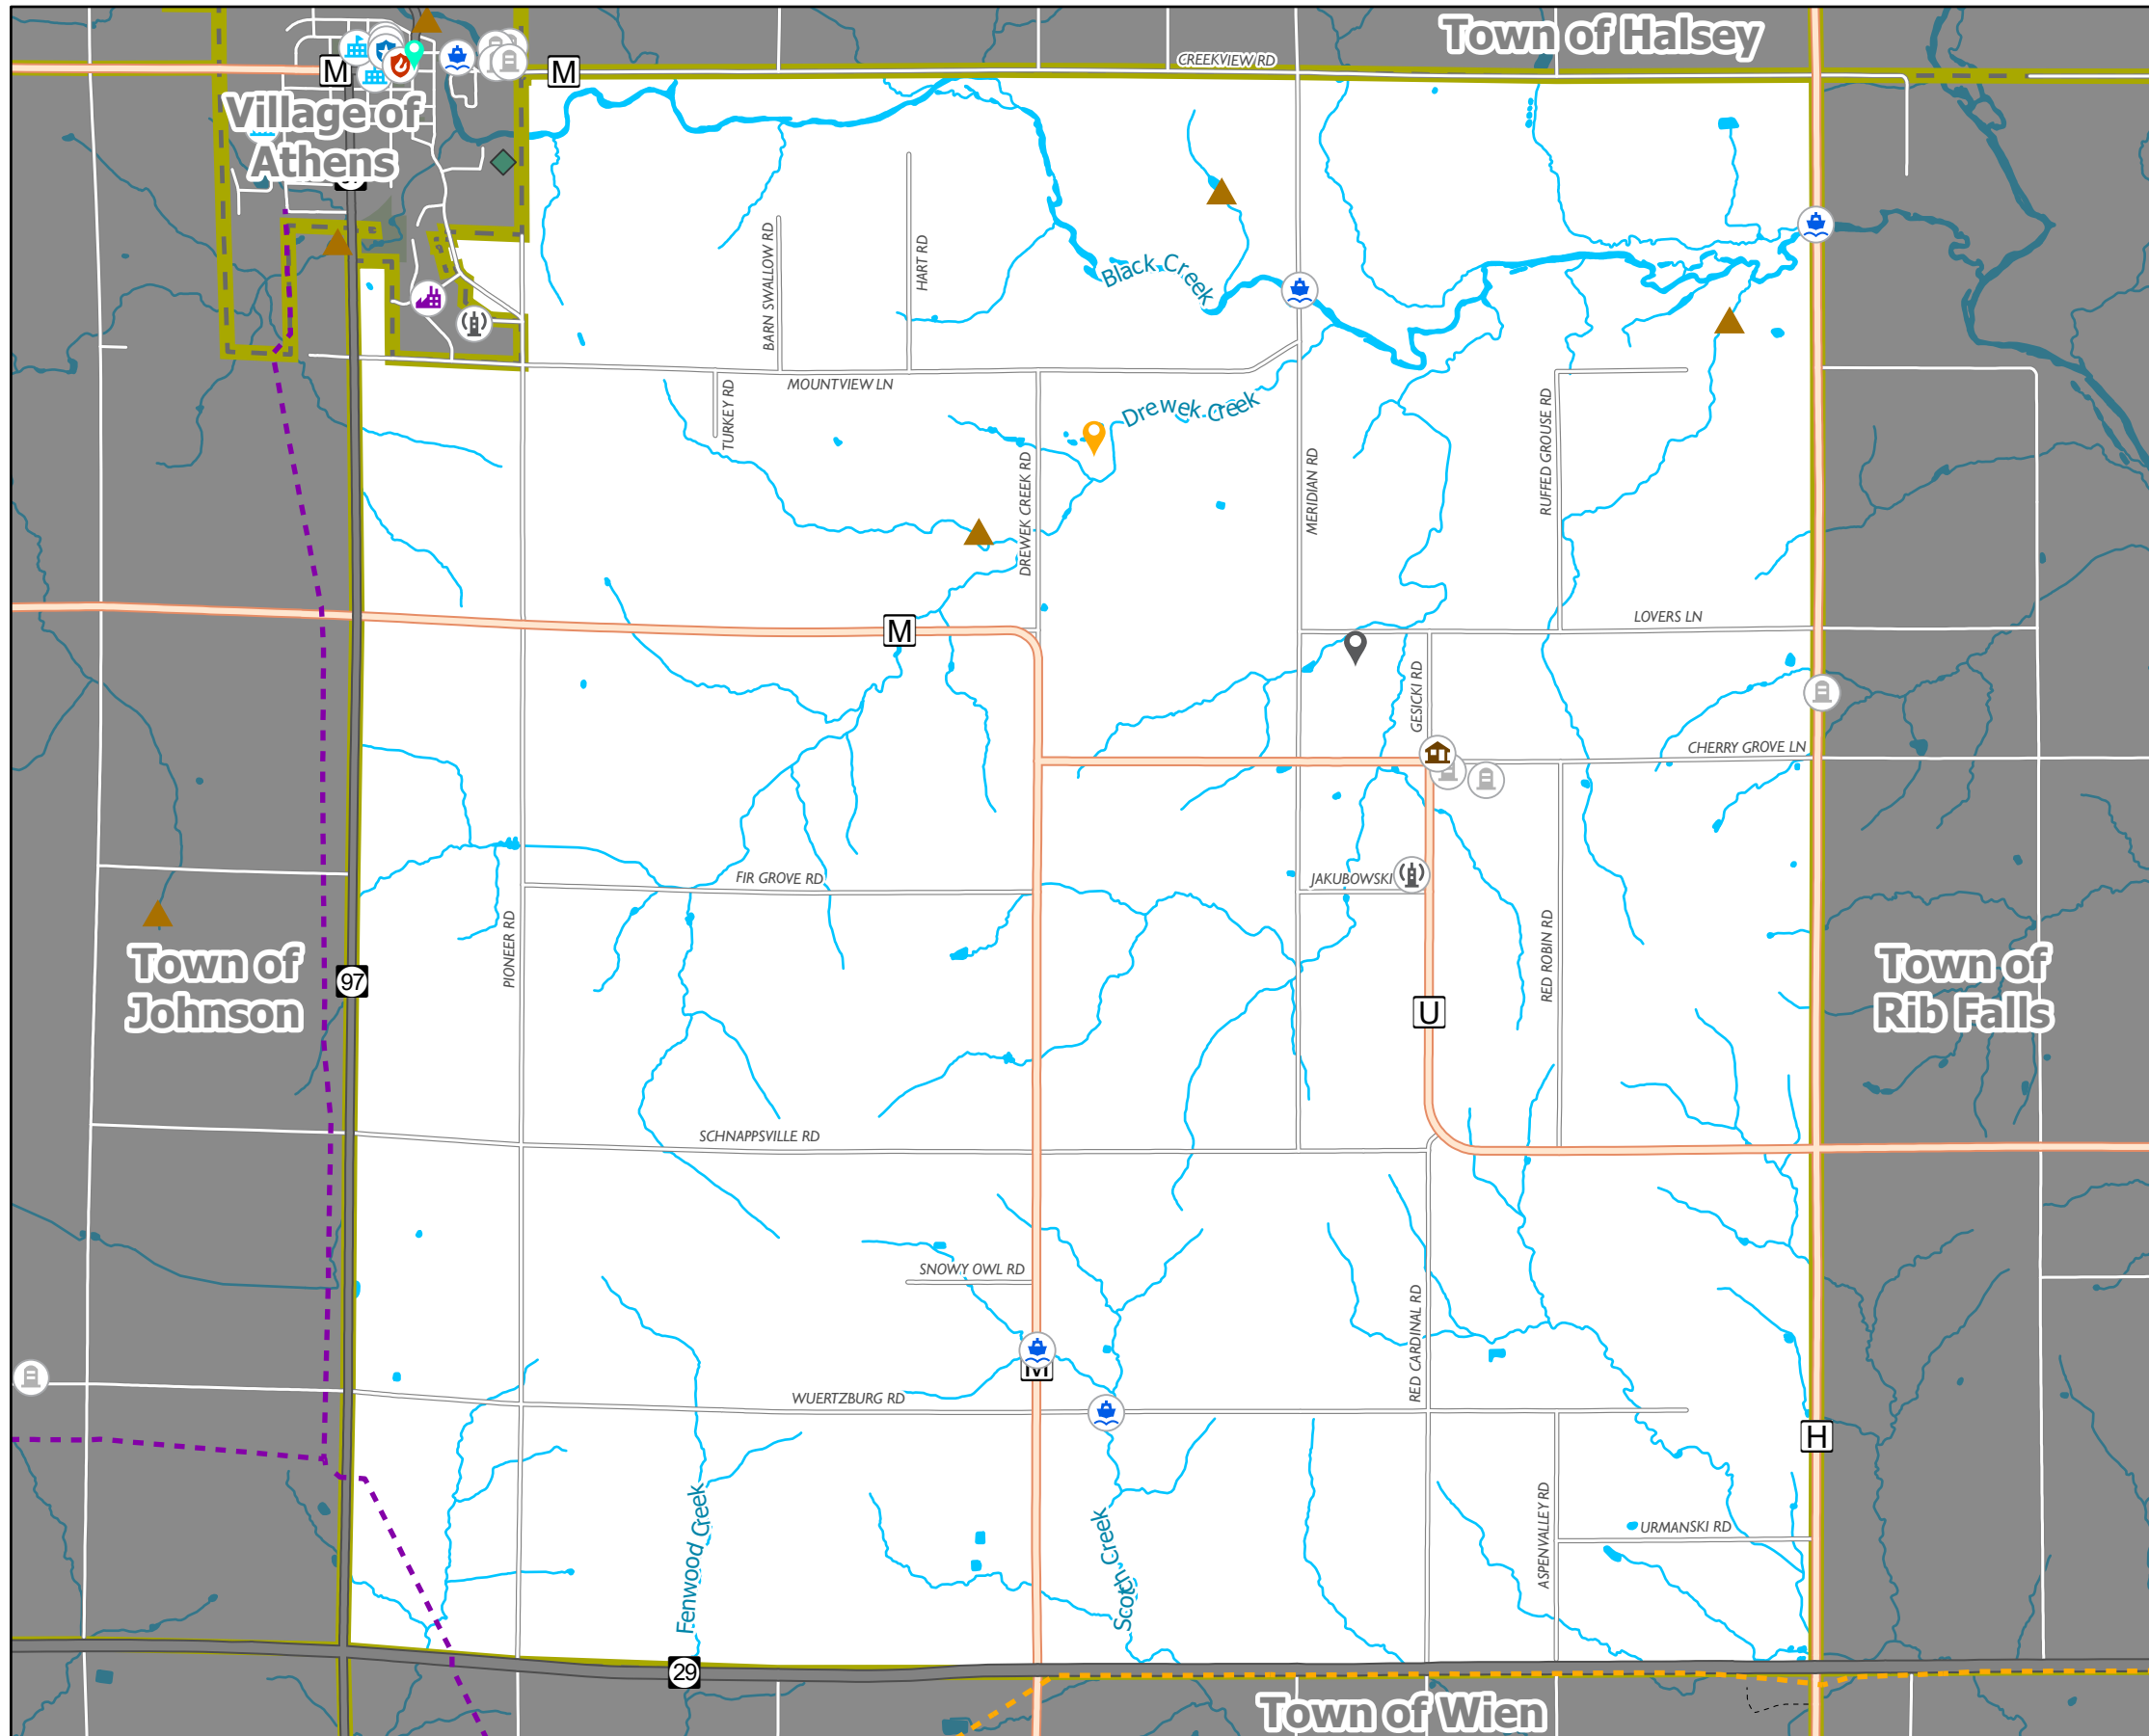 Town of Halsey
CREEKVIEW RD
M
M
Village of
Athens
BARN SWALLOW RD
HART RD
Black Creek
MOUNTVIEW LN
TURKEY RD
Drewek Creek
DREWEK CREEK RD
MERIDIAN RD
RUFFED GROUSE RD
LOVERS LN
M
GESICKI RD
CHERRY GROVE LN
FIR GROVE RD
JAKUBOWSKI
PIONEER RD
RED ROBIN RD
Town of
Johnson
97
U
Town of
Rib Falls
SCHNAPPSVILLE RD
SNOWY OWL RD
RED CARDINAL RD
M
WUERTZBURG RD
H
Fenwood Creek
Scotch Creek
ASPENVALLEY RD
URMANSKI RD
29
Town of Wien